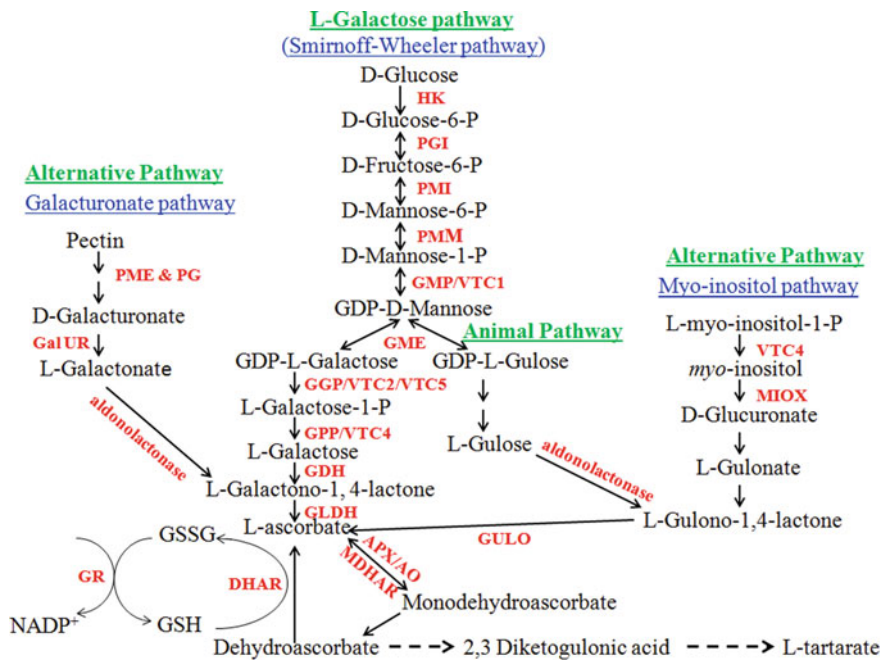 L-Galactose pathway
(Smirnoff-Wheeler pathway)
D-Glucose
HK
D-Glucose-6-P
PGI
D-Fructose-6-P
PMI
D-Mannose-6-P
PMM
D-Mannose-1-P
GMP/VTC1
GDP-D-Mannose
GME
Alternative Pathway
Galacturonate pathway
Pectin
PME & PG
D-Galacturonate
GalUR
L-Galactonate
aldonolactonase
GDP-L-Galactose
GGP/VTC2/VTC5
L-Galactose-1-P
GPP/VTC4
L-Galactose
GDH
L-Galactono-1, 4-lactone
GLDH
L-ascorbate
Animal Pathway
GDP-L-Gulose
L-Gulose
aldonolactonase
Alternative Pathway
Myo-inositol pathway
L-myo-inositol-1-P
VTC4
myo-inositol
MIOX
D-Glucuronate
L-Gulonate
L-Gulono-1,4-lactone
GULO
APX/AO
MDHAR
Monodehydroascorbate
GSSG
GR
DHAR
NADP+
GSH
Dehydroascorbate
2,3 Diketogulonic acid
L-tartarate